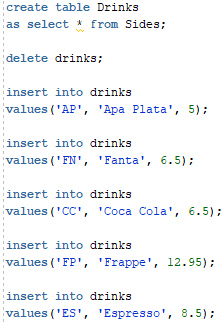 create table Drinks
as select * from Sides;
delete drinks;
insert into drinks
values('AP', 'Apa Plata', 5);
insert into drinks
values('FN', 'Fanta', 6.5);
insert into drinks
values('CC', 'Coca Cola', 6.5);
insert into drinks
values('FP', 'Frappe', 12.95);
insert into drinks
values('ES', 'Espresso', 8.5);